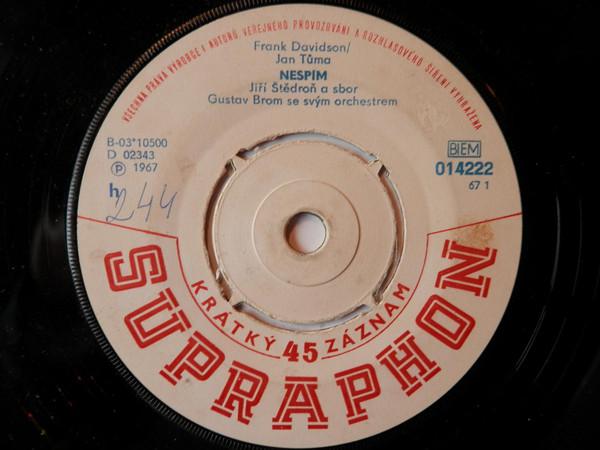 VŠECHNA PRÁVA VÝROBCE I AUTORŮ VEŘEJNÉHO PROVOZOVÁNÍ A ROZHLASOVÉHO ŠÍŘENÍ VYHRAŽENA
Frank Davidson/
Jan Tůma
NESPÍM
Jiří Štědroň a sbor
Gustav Brom se svým orchestrem
B-03*10500
D 02343
Ⓟ 1967
h
244
BIEM
014222
67 1
KRÁTKÝ 45 ZÁZNAM
SUPRAPHON